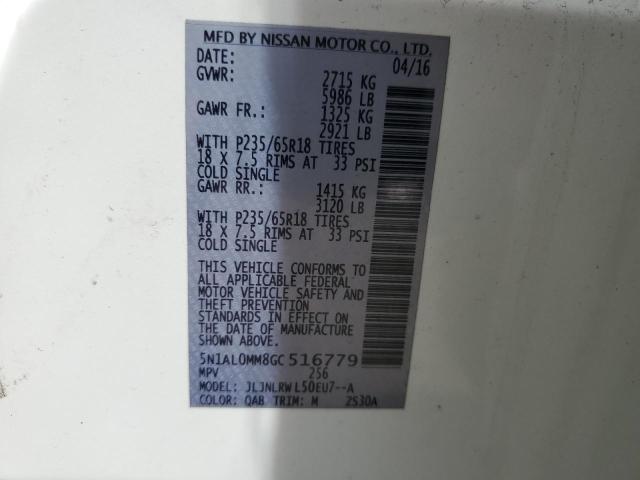 MFD BY NISSAN MOTOR CO., LTD.
DATE: 04/16
GVWR: 2715 KG
5986 LB
GAWR FR.: 1325 KG
2921 LB
WITH P235/65R18 TIRES
18 X 7.5 RIMS AT 33 PSI
COLD SINGLE
GAWR RR.: 1415 KG
3120 LB
WITH P235/65R18 TIRES
18 X 7.5 RIMS AT 33 PSI
COLD SINGLE
THIS VEHICLE CONFORMS TO
ALL APPLICABLE FEDERAL
MOTOR VEHICLE SAFETY AND
THEFT PREVENTION
STANDARDS IN EFFECT ON
THE DATE OF MANUFACTURE
SHOWN ABOVE.
5N1AL0MM8GC516779
MPV 256
MODEL: JLJNLRWL50EU7--A
COLOR: QAB TRIM: M 2S30A